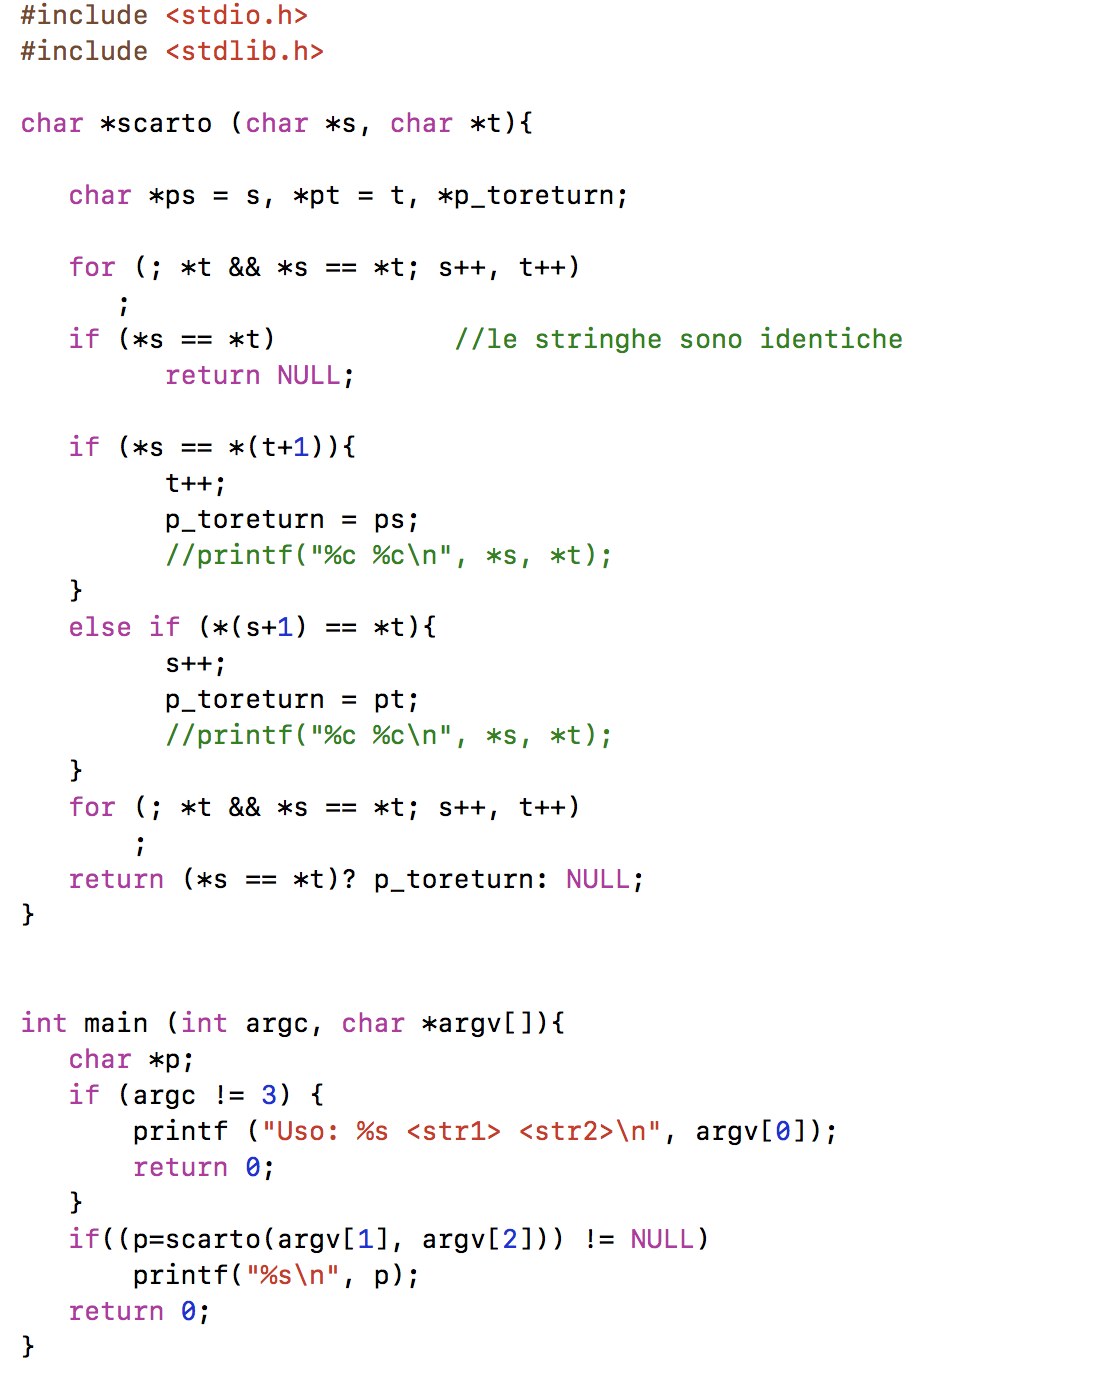 #include <stdio.h>
#include <stdlib.h>
char *scarto (char *s, char *t){
char *ps = s, *pt = t, *p_toreturn;
for (; *t && *s == *t; s++, t++)
;
if (*s == *t) //le stringhe sono identiche
return NULL;
if (*s == *(t+1)){
t++;
p_toreturn = ps;
//printf("%c %c\n", *s, *t);
}
else if (*(s+1) == *t){
s++;
p_toreturn = pt;
//printf("%c %c\n", *s, *t);
}
for (; *t && *s == *t; s++, t++)
;
return (*s == *t)? p_toreturn: NULL;
}
int main (int argc, char *argv[]){
char *p;
if (argc != 3) {
printf ("Uso: %s <str1> <str2>\n", argv[0]);
return 0;
}
if((p=scarto(argv[1], argv[2])) != NULL)
printf("%s\n", p);
return 0;
}